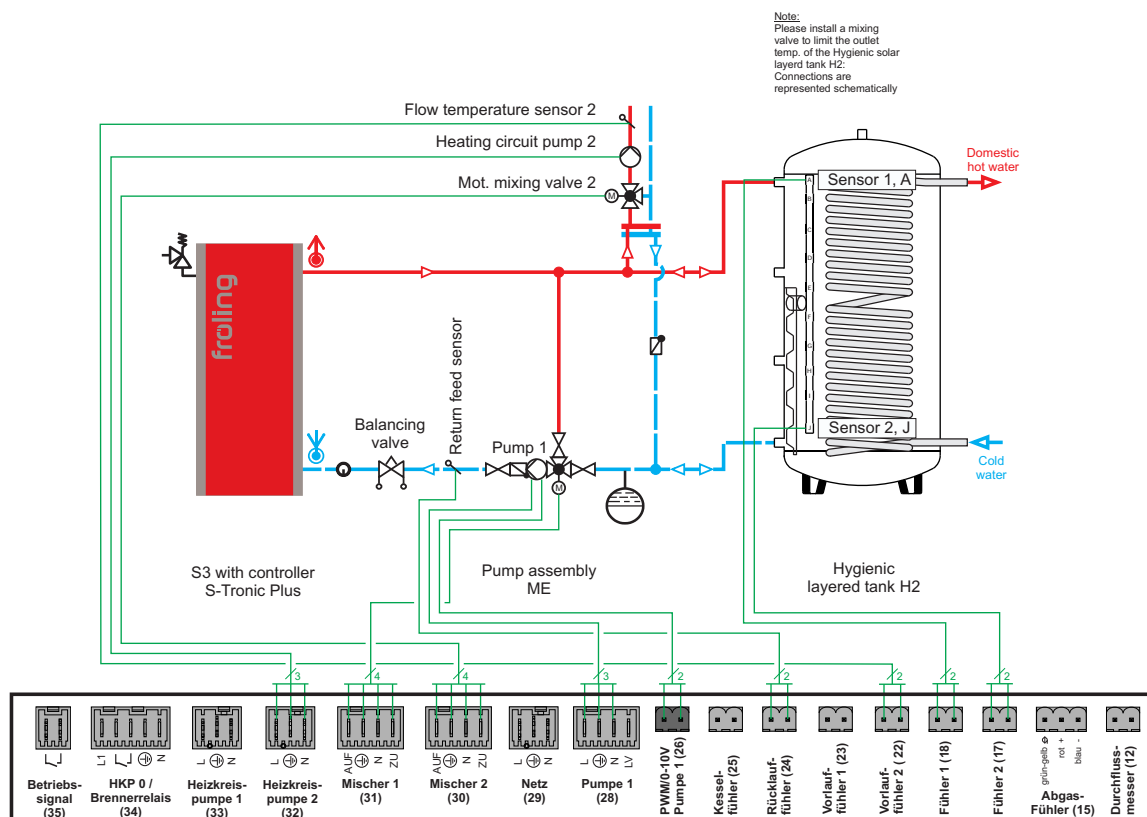 Note:
Please install a mixing
valve to limit the outlet
temp. of the Hygienic solar
layerd tank H2:
Connections are
represented schematically
Flow temperature sensor 2
Heating circuit pump 2
Mot. mixing valve 2
M
Domestic
hot water
Sensor 1, A
A
B
C
D
E
F
G
H
I
J
Sensor 2, J
Cold
water
fröling
Balancing
valve
Return feed sensor
Pump 1
M
S3 with controller
S-Tronic Plus
Pump assembly
ME
Hygienic
layered tank H2
3
4
4
3
2
2
2
2
2
L1
N
L
N
L
N
AUF
N
ZU
AUF
N
ZU
L
N
L
N
LV
grün-gelb
rot +
blau -
Betriebs-
signal
(35)
HKP 0 /
Brennerrelais
(34)
Heizkreis-
pumpe 1
(33)
Heizkreis-
pumpe 2
(32)
Mischer 1
(31)
Mischer 2
(30)
Netz
(29)
Pumpe 1
(28)
PWM/0-10V
Pumpe 1 (26)
Kessel-
fühler (25)
Rücklauf-
fühler (24)
Vorlauf-
fühler 1 (23)
Vorlauf-
fühler 2 (22)
Fühler 1 (18)
Fühler 2 (17)
Abgas-
Fühler (15)
Durchfluss-
messer (12)